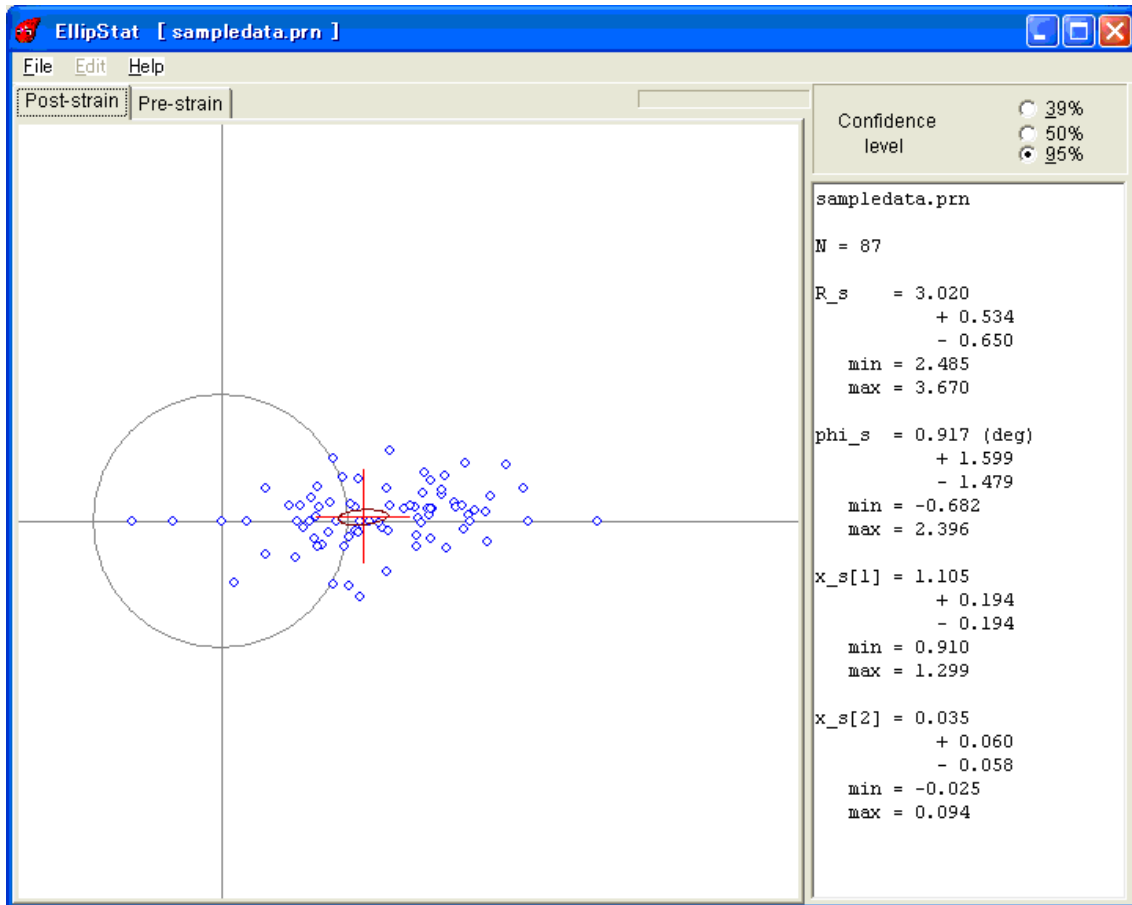 EllipStat [ sampledata.prn ]
File Edit Help
Post-strain Pre-strain
Confidence level
39%
50%
95%
sampledata.prn
N = 87
R_s = 3.020
+ 0.534
- 0.650
min = 2.485
max = 3.670
phi_s = 0.917 (deg)
+ 1.599
- 1.479
min = -0.682
max = 2.396
x_s[1] = 1.105
+ 0.194
- 0.194
min = 0.910
max = 1.299
x_s[2] = 0.035
+ 0.060
- 0.058
min = -0.025
max = 0.094